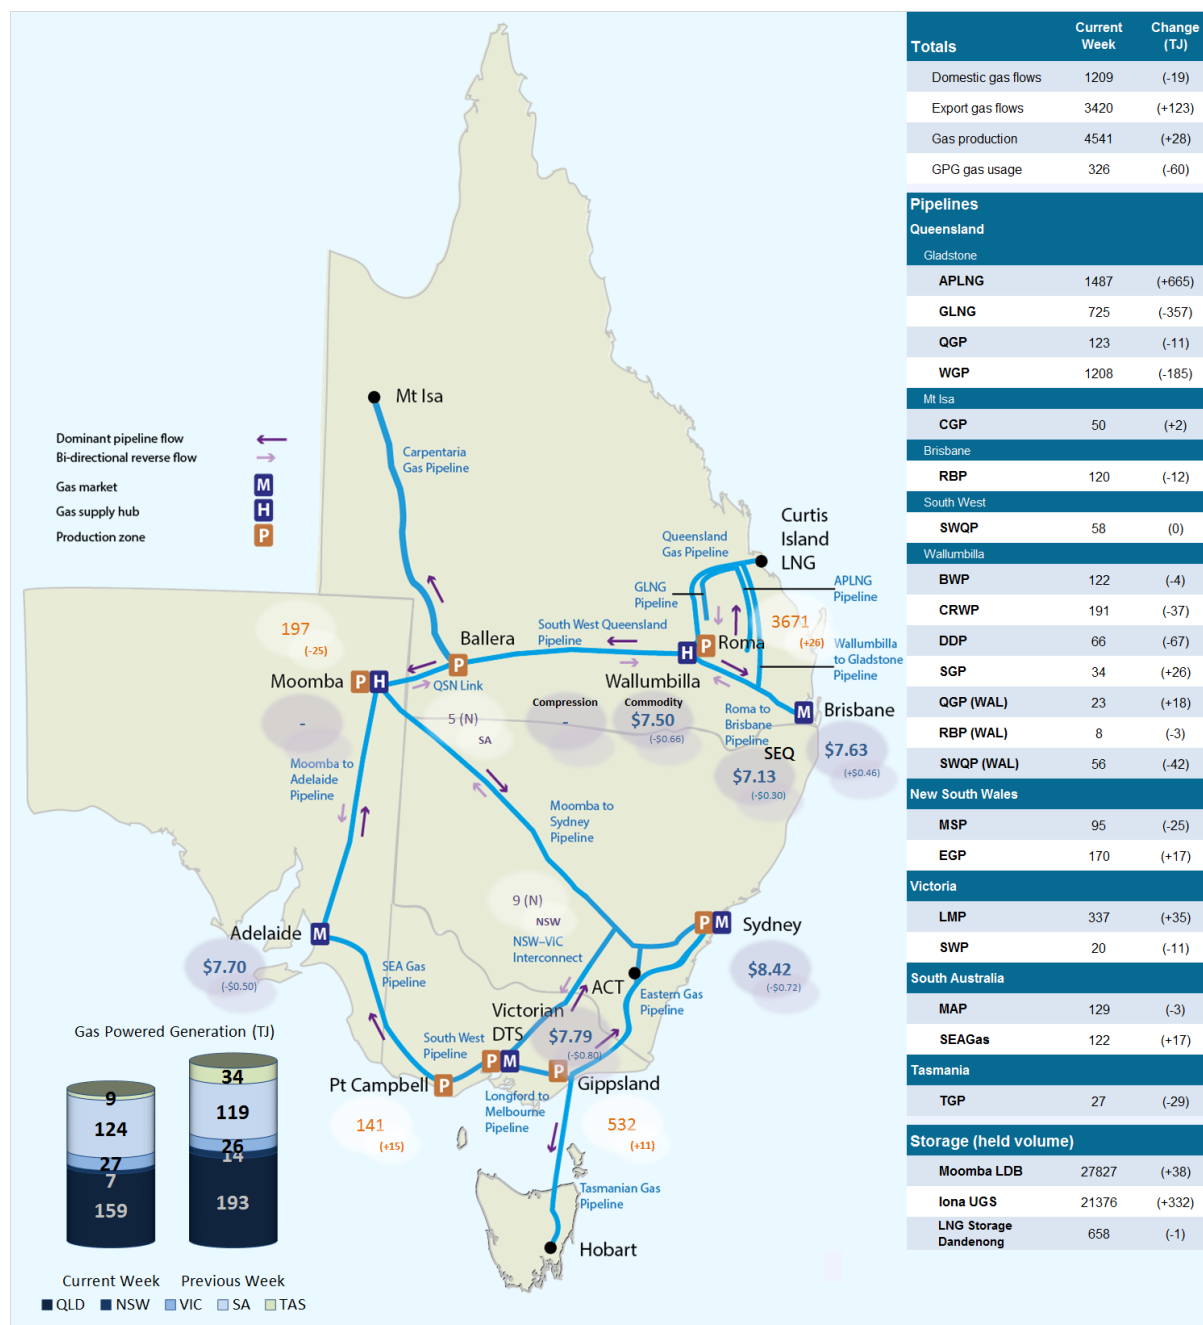 Mt Isa
Dominant pipeline flow
Bi-directional reverse flow
Gas market M
Gas supply hub H
Production zone P
Carpentaria
Gas Pipeline
Curtis
Island
LNG
Queensland
Gas Pipeline
GLNG
Pipeline
APLNG
Pipeline
3671
(+26)
197
(-25)
South West Queensland
Pipeline
Ballera
P
H P Roma
Wallumbilla
to Gladstone
Pipeline
Moomba P H
QSN Link
Wallumbilla
-
5 (N)
SA
Compression
-
Commodity
$7.50
(-$0.66)
Roma to
Brisbane
Pipeline
M Brisbane
$7.63
(+$0.46)
SEQ
$7.13
(-$0.30)
Moomba to
Adelaide
Pipeline
Moomba to
Sydney
Pipeline
9 (N)
NSW
NSW-VIC
Interconnect
P M Sydney
$8.42
(-$0.72)
Adelaide M
$7.70
(-$0.50)
SEA Gas
Pipeline
ACT
Eastern Gas
Pipeline
Victorian
DTS
P M
$7.79
(-$0.80)
South West
Pipeline
Pt Campbell P
141
(+15)
P
Gippsland
532
(+11)
Longford to
Melbourne
Pipeline
Tasmanian Gas
Pipeline
Hobart
Gas Powered Generation (TJ)
9
124
27
7
159
34
119
26
14
193
Current Week
Previous Week
QLD NSW VIC SA TAS
Totals Current Week Change (TJ)
Domestic gas flows 1209 (-19)
Export gas flows 3420 (+123)
Gas production 4541 (+28)
GPG gas usage 326 (-60)
Pipelines
Queensland
Gladstone
APLNG 1487 (+665)
GLNG 725 (-357)
QGP 123 (-11)
WGP 1208 (-185)
Mt Isa
CGP 50 (+2)
Brisbane
RBP 120 (-12)
South West
SWQP 58 (0)
Wallumbilla
BWP 122 (-4)
CRWP 191 (-37)
DDP 66 (-67)
SGP 34 (+26)
QGP (WAL) 23 (+18)
RBP (WAL) 8 (-3)
SWQP (WAL) 56 (-42)
New South Wales
MSP 95 (-25)
EGP 170 (+17)
Victoria
LMP 337 (+35)
SWP 20 (-11)
South Australia
MAP 129 (-3)
SEAGas 122 (+17)
Tasmania
TGP 27 (-29)
Storage (held volume)
Moomba LDB 27827 (+38)
Iona UGS 21376 (+332)
LNG Storage
Dandenong 658 (-1)